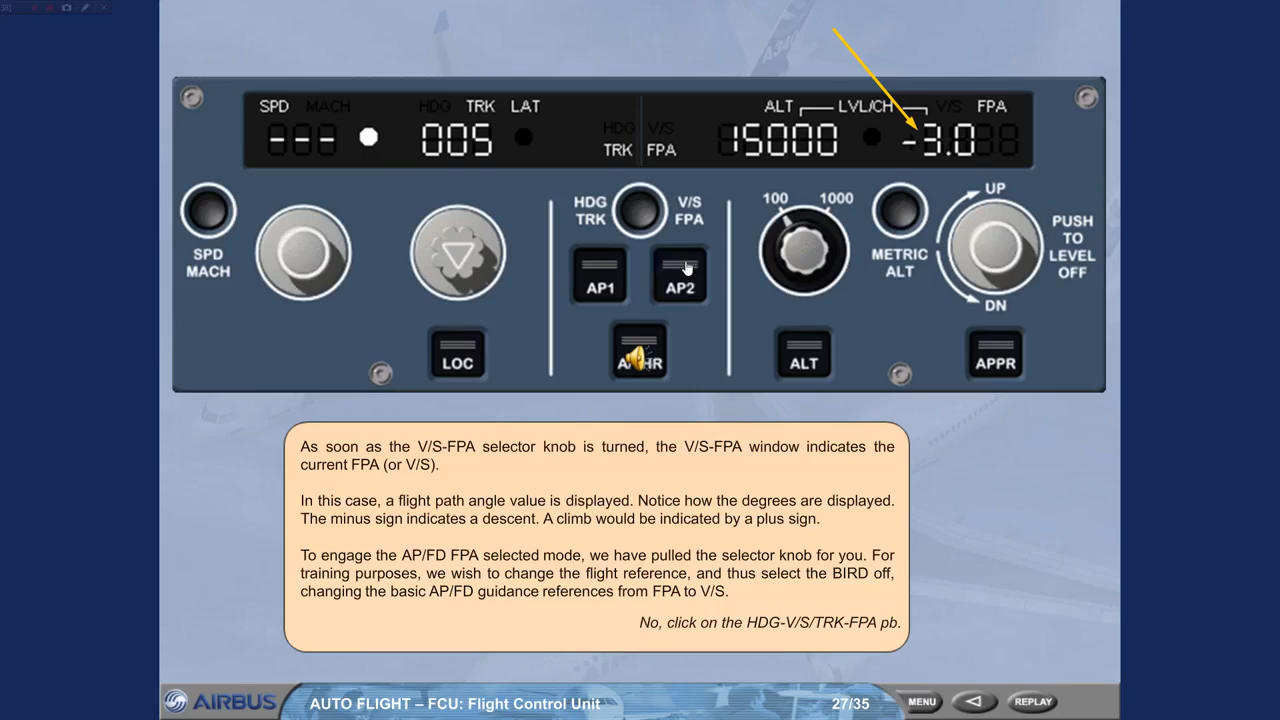 SPD MACH HDG TRK LAT ALT LVL/CH V/S FPA
--- 005 HDG V/S 15000 -3.0
TRK FPA
HDG V/S
TRK FPA
100 1000
UP
PUSH
TO
LEVEL
OFF
SPD
MACH
METRIC
ALT
AP1 AP2
DN
LOC ALT APPR
As soon as the V/S-FPA selector knob is turned, the V/S-FPA window indicates the
current FPA (or V/S).
In this case, a flight path angle value is displayed. Notice how the degrees are displayed.
The minus sign indicates a descent. A climb would be indicated by a plus sign.
To engage the AP/FD FPA selected mode, we have pulled the selector knob for you. For
training purposes, we wish to change the flight reference, and thus select the BIRD off,
changing the basic AP/FD guidance references from FPA to V/S.
No, click on the HDG-V/S/TRK-FPA pb.
AIRBUS AUTO FLIGHT – FCU: Flight Control Unit 27/35 MENU REPLAY